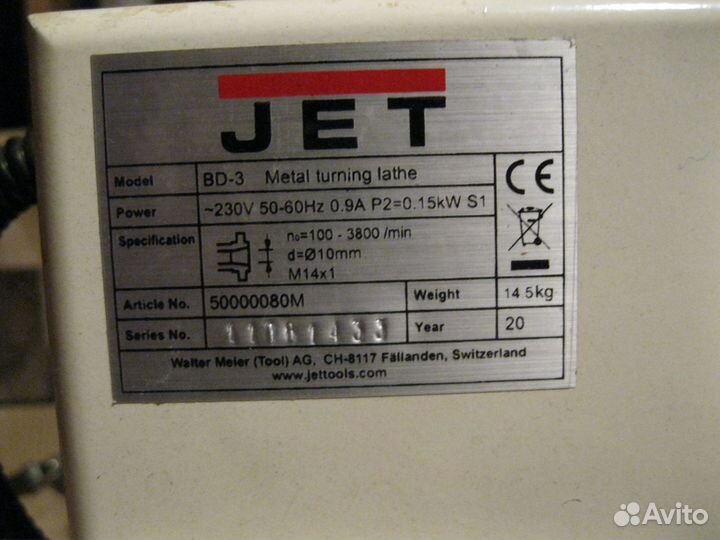 JET
Model BD-3 Metal turning lathe
Power ~230V 50-60Hz 0.9A P2=0.15kW S1
Specification n₀=100 - 3800 /min
d=Ø10mm
M14x1
Article No. 50000080M Weight 14.5kg
Series No. 11061433 Year 20
Walter Meier (Tool) AG, CH-8117 Fällanden, Switzerland
www.jettools.com
CE
Avito